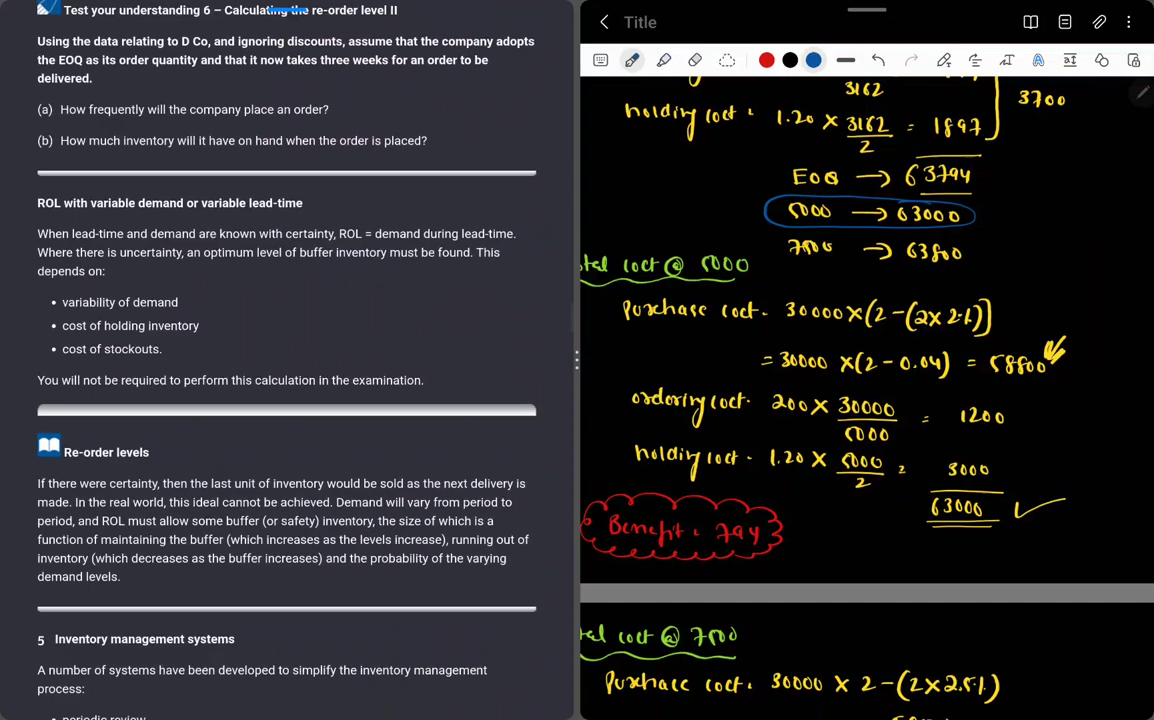 Test your understanding 6 – Calculating the re-order level II
Using the data relating to D Co, and ignoring discounts, assume that the company adopts
the EOQ as its order quantity and that it now takes three weeks for an order to be
delivered.
(a) How frequently will the company place an order?
(b) How much inventory will it have on hand when the order is placed?
ROL with variable demand or variable lead-time
When lead-time and demand are known with certainty, ROL = demand during lead-time.
Where there is uncertainty, an optimum level of buffer inventory must be found. This
depends on:
• variability of demand
• cost of holding inventory
• cost of stockouts.
You will not be required to perform this calculation in the examination.
Re-order levels
If there were certainty, then the last unit of inventory would be sold as the next delivery is
made. In the real world, this ideal cannot be achieved. Demand will vary from period to
period, and ROL must allow some buffer (or safety) inventory, the size of which is a
function of maintaining the buffer (which increases as the levels increase), running out of
inventory (which decreases as the buffer increases) and the probability of the varying
demand levels.
5 Inventory management systems
A number of systems have been developed to simplify the inventory management
process:
• periodic review
Title
3162
3700
holding cost = 1.20 × 3162/2 = 1897
EOQ → 63794
5000 → 63000
7500 → 63800
tal cost @ 5000
Purchase cost = 30000 × (2 - (2 × 2%)]
= 30000 × (2 - 0.04) = 58800
ordering cost = 200 × 30000/5000 = 1200
holding cost = 1.20 × 5000/2 = 3000
63000
Benefit = 794
tal cost @ 7500
Purchase cost = 30000 × 2 - (2 × 2.5%)